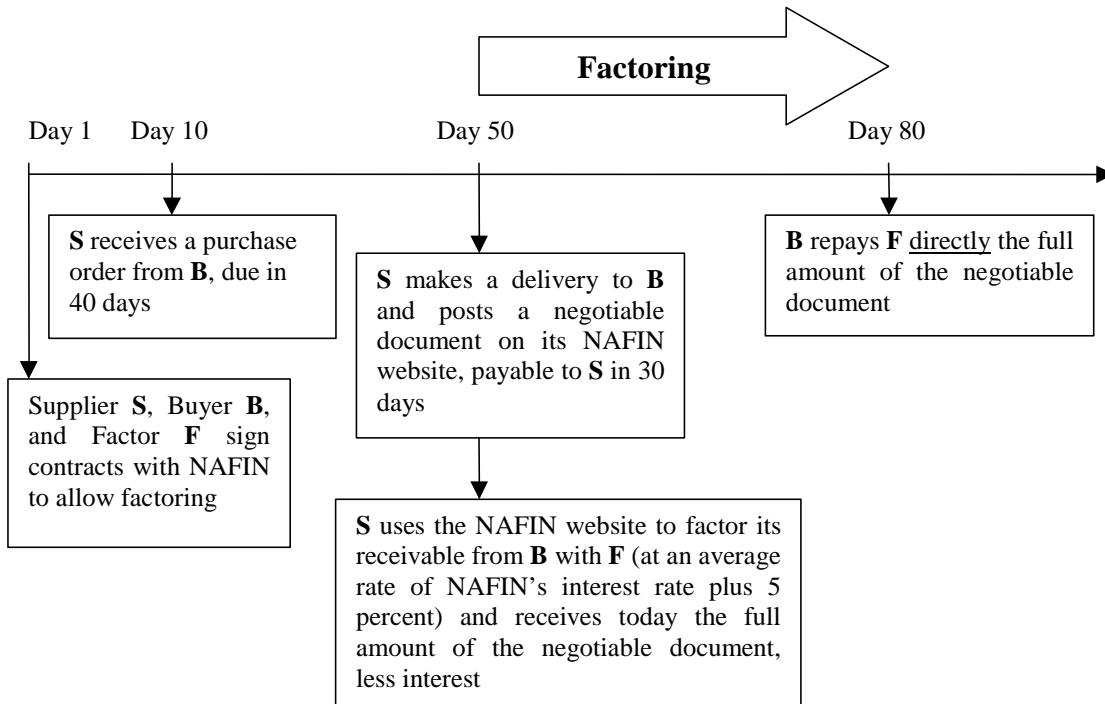 Factoring
Day 1
Day 10
Day 50
Day 80
S receives a purchase
order from B, due in
40 days
B repays F directly the full
amount of the negotiable
document
S makes a delivery to B
and posts a negotiable
document on its NAFIN
website, payable to S in 30
days
Supplier S, Buyer B,
and Factor F sign
contracts with NAFIN
to allow factoring
S uses the NAFIN website to factor its
receivable from B with F (at an average
rate of NAFIN's interest rate plus 5
percent) and receives today the full
amount of the negotiable document,
less interest